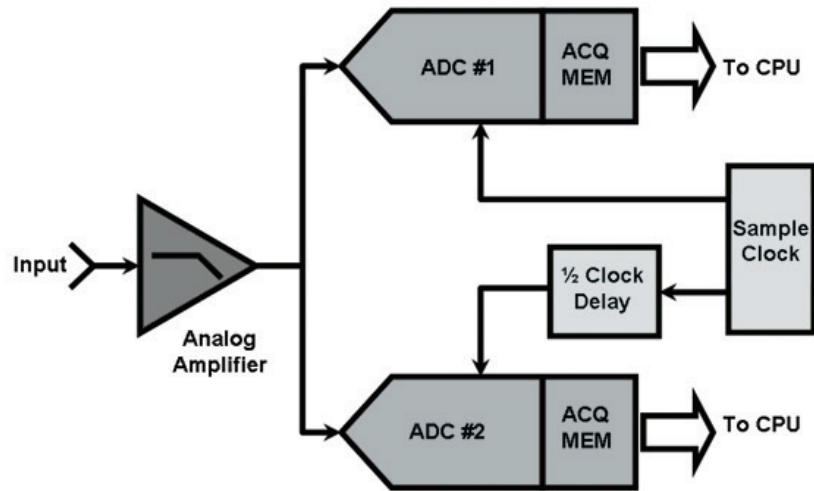 ADC #1
ACQ
MEM
To CPU
Sample
Clock
Input
½ Clock
Delay
Analog
Amplifier
ADC #2
ACQ
MEM
To CPU